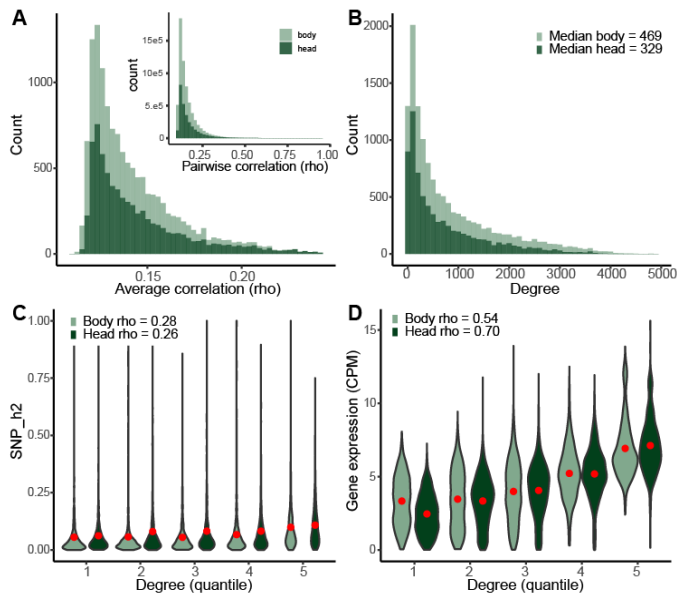 A
body
head
count
15e5
10e5
5.e5
0
0.25
0.50
0.75
1.00
Pairwise correlation (rho)
Count
1000
500
0
0.15
0.20
Average correlation (rho)
B
Median body = 469
Median head = 329
Count
2000
1500
1000
500
0
0
1000
2000
3000
4000
5000
Degree
C
Body rho = 0.28
Head rho = 0.26
SNP_h2
1.00
0.75
0.50
0.25
0.00
1
2
3
4
5
Degree (quantile)
D
Body rho = 0.54
Head rho = 0.70
Gene expression (CPM)
15
10
5
0
1
2
3
4
5
Degree (quantile)